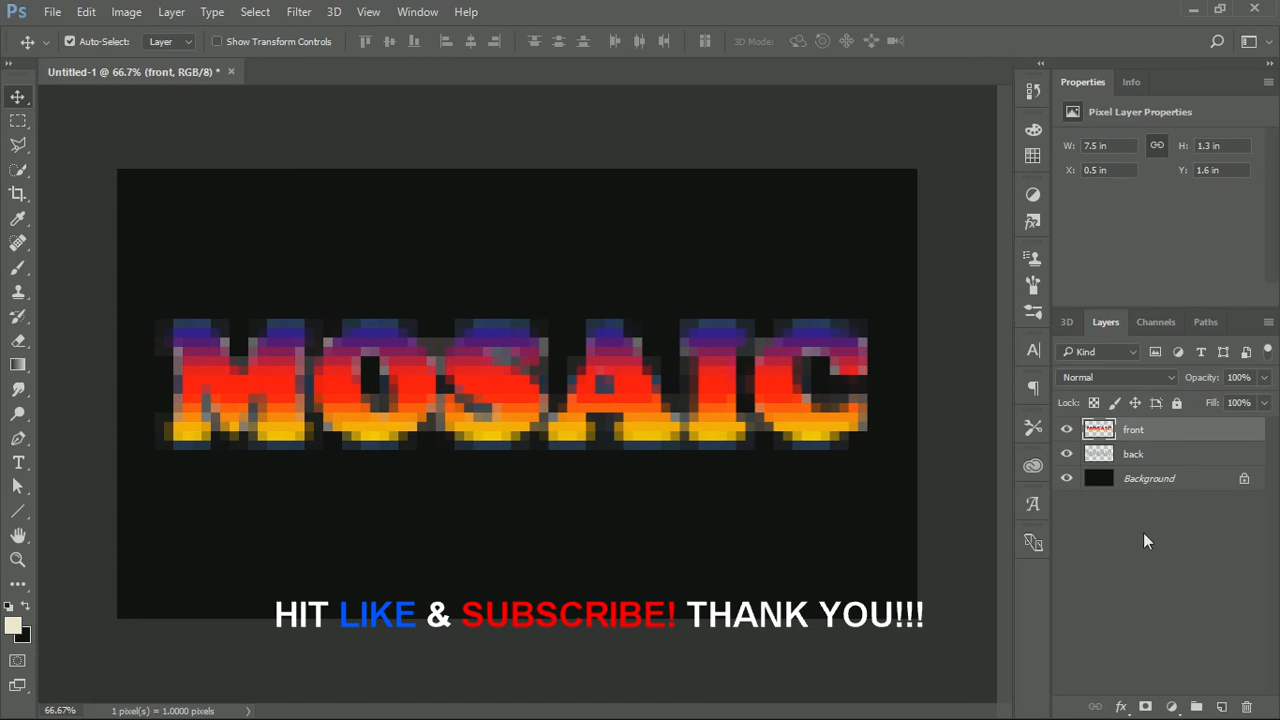 Ps File Edit Image Layer Type Select Filter 3D View Window Help
Auto-Select: Layer Show Transform Controls 3D Mode:
Untitled-1 @ 66.7% (front, RGB/8) * ×
Properties Info
Pixel Layer Properties
W: 7.5 in H: 1.3 in
X: 0.5 in Y: 1.6 in
MOSAIC
3D Layers Channels Paths
Kind
Normal Opacity: 100%
Lock: Fill: 100%
front
back
Background
HIT LIKE & SUBSCRIBE! THANK YOU!!!
66.67% 1 pixel(s) = 1.0000 pixels